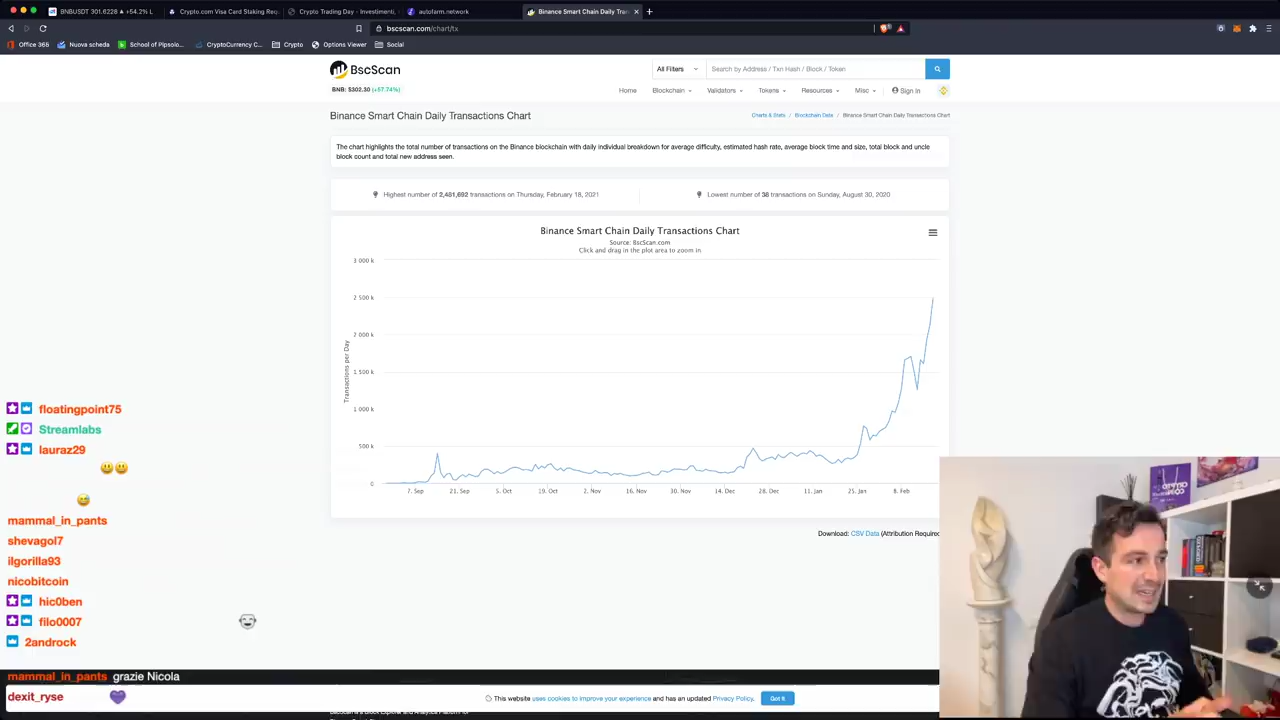 BNBUSDT 301.6228 ▲ +54.2% L
Crypto.com Visa Card Staking Req
Crypto Trading Day - Investimenti,
autofarm.network
Binance Smart Chain Daily Tran
bscscan.com/chart/tx
Office 365
Nuova scheda
School of Pipsolo...
CryptoCurrency C...
Crypto
Options Viewer
Social
BscScan
All Filters
Search by Address / Txn Hash / Block / Token
BNB: $302.30 (+57.74%)
Home
Blockchain
Validators
Tokens
Resources
Misc
Sign In
Binance Smart Chain Daily Transactions Chart
Charts & Stats / Blockchain Data / Binance Smart Chain Daily Transactions Chart
The chart highlights the total number of transactions on the Binance blockchain with daily individual breakdown for average difficulty, estimated hash rate, average block time and size, total block and uncle
block count and total new address seen.
Highest number of 2,491,692 transactions on Thursday, February 18, 2021
Lowest number of 38 transactions on Sunday, August 30, 2020
Binance Smart Chain Daily Transactions Chart
Source: BscScan.com
Click and drag in the plot area to zoom in
Transactions per Day
3 000 k
2 500 k
2 000 k
1 500 k
1 000 k
500 k
0
7. Sep
21. Sep
5. Oct
19. Oct
2. Nov
16. Nov
30. Nov
14. Dec
28. Dec
11. Jan
25. Jan
8. Feb
Download: CSV Data (Attribution Require
floatingpoint75
Streamlabs
lauraz29
mammal_in_pants
shevagol7
ilgorilla93
nicobitcoin
hic0ben
filo0007
2androck
mammal_in_pants grazie Nicola
dexit_ryse
This website uses cookies to improve your experience and has an updated Privacy Policy.
Got It